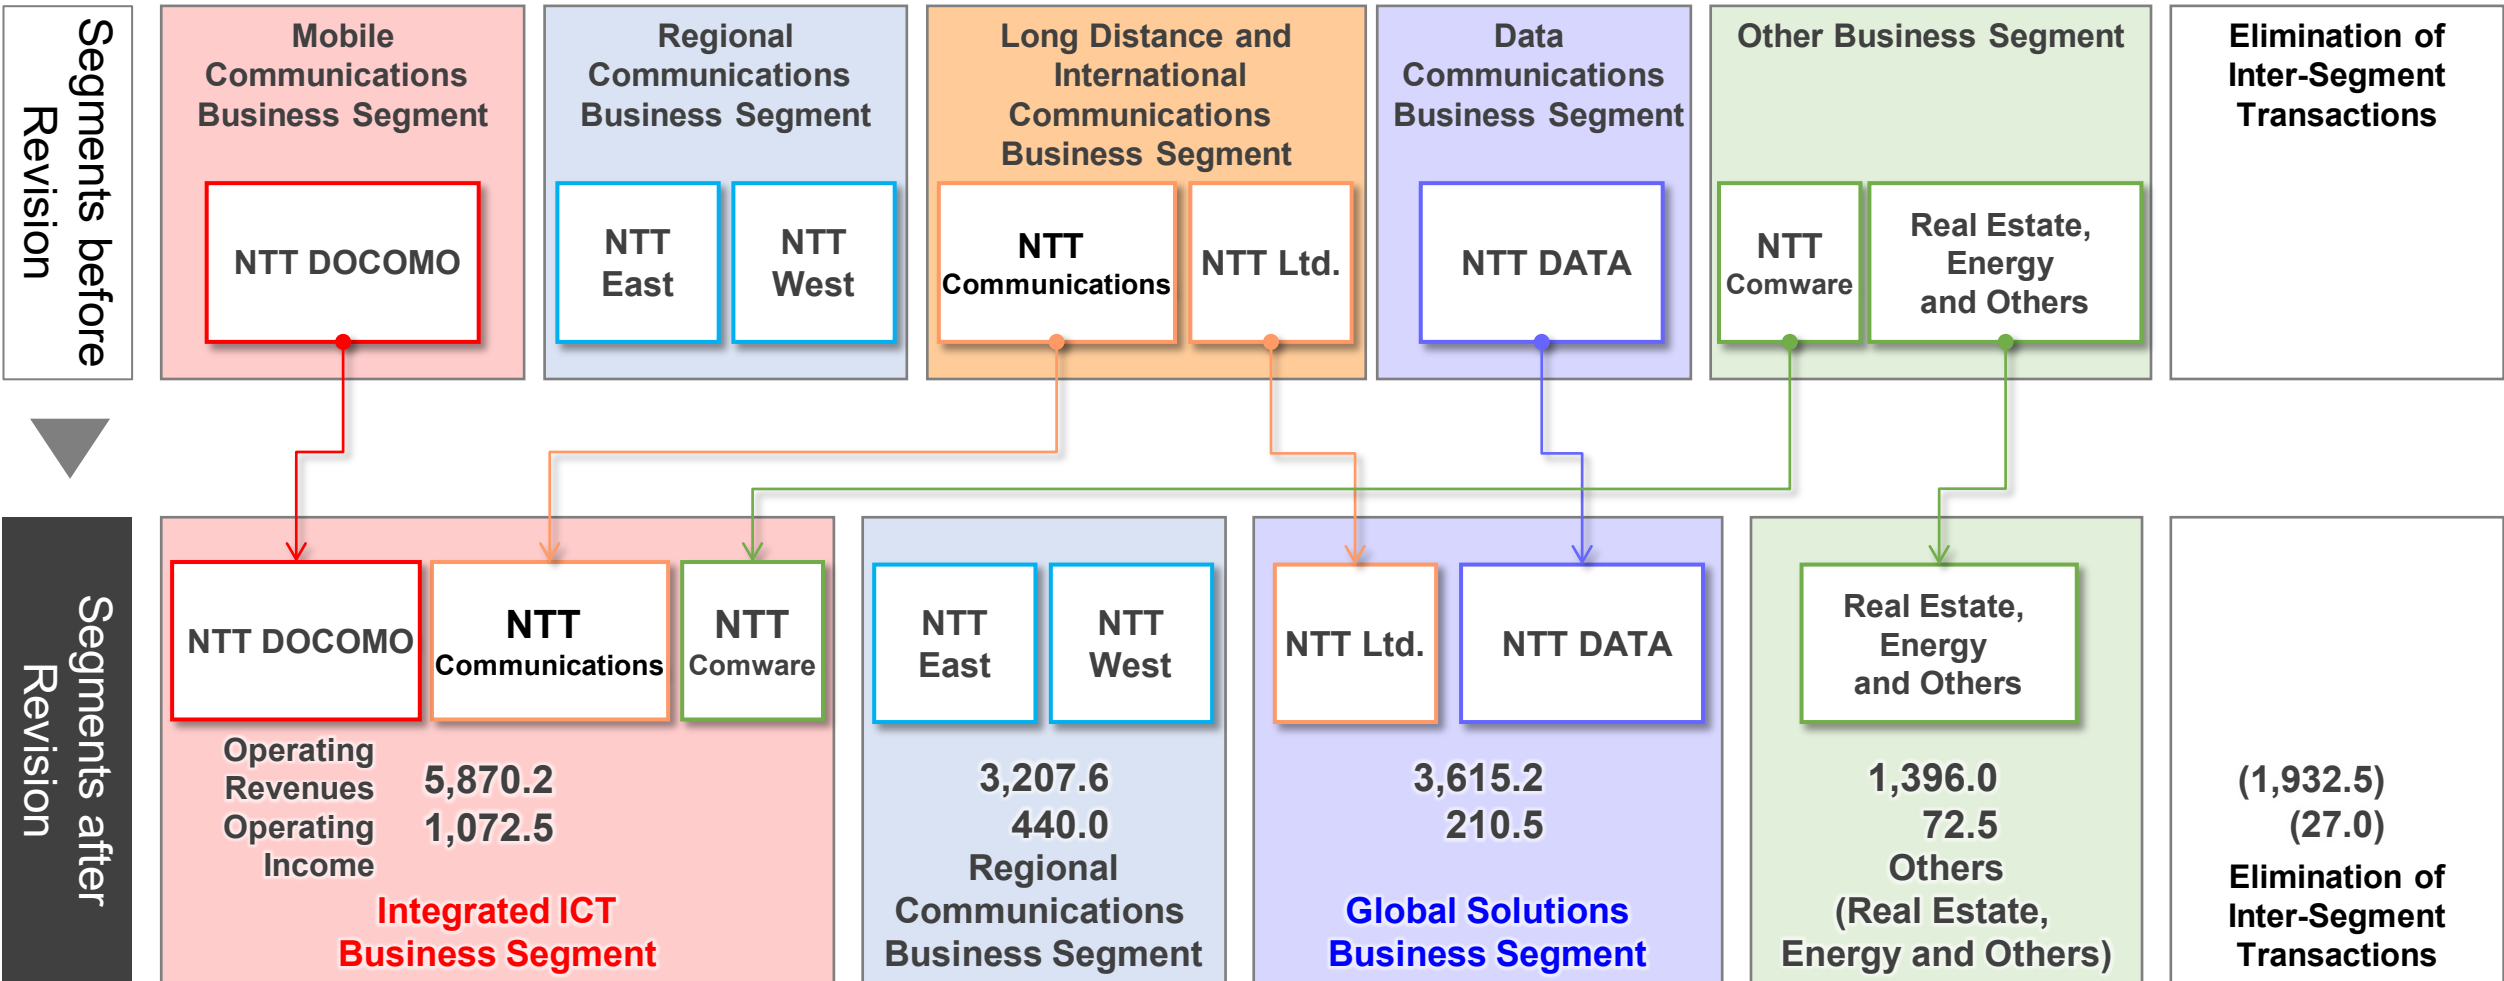 Segments before
Revision
Mobile
Communications
Business Segment
NTT DOCOMO
Regional
Communications
Business Segment
NTT
East
NTT
West
Long Distance and
International
Communications
Business Segment
NTT
Communications
NTT Ltd.
Data
Communications
Business Segment
NTT DATA
Other Business Segment
NTT
Comware
Real Estate,
Energy
and Others
Elimination of
Inter-Segment
Transactions
Segments after
Revision
NTT DOCOMO
NTT
Communications
NTT
Comware
Operating
Revenues
5,870.2
Operating
Income
1,072.5
Integrated ICT
Business Segment
NTT
East
NTT
West
3,207.6
440.0
Regional
Communications
Business Segment
NTT Ltd.
NTT DATA
3,615.2
210.5
Global Solutions
Business Segment
Real Estate,
Energy
and Others
1,396.0
72.5
Others
(Real Estate,
Energy and Others)
(1,932.5)
(27.0)
Elimination of
Inter-Segment
Transactions